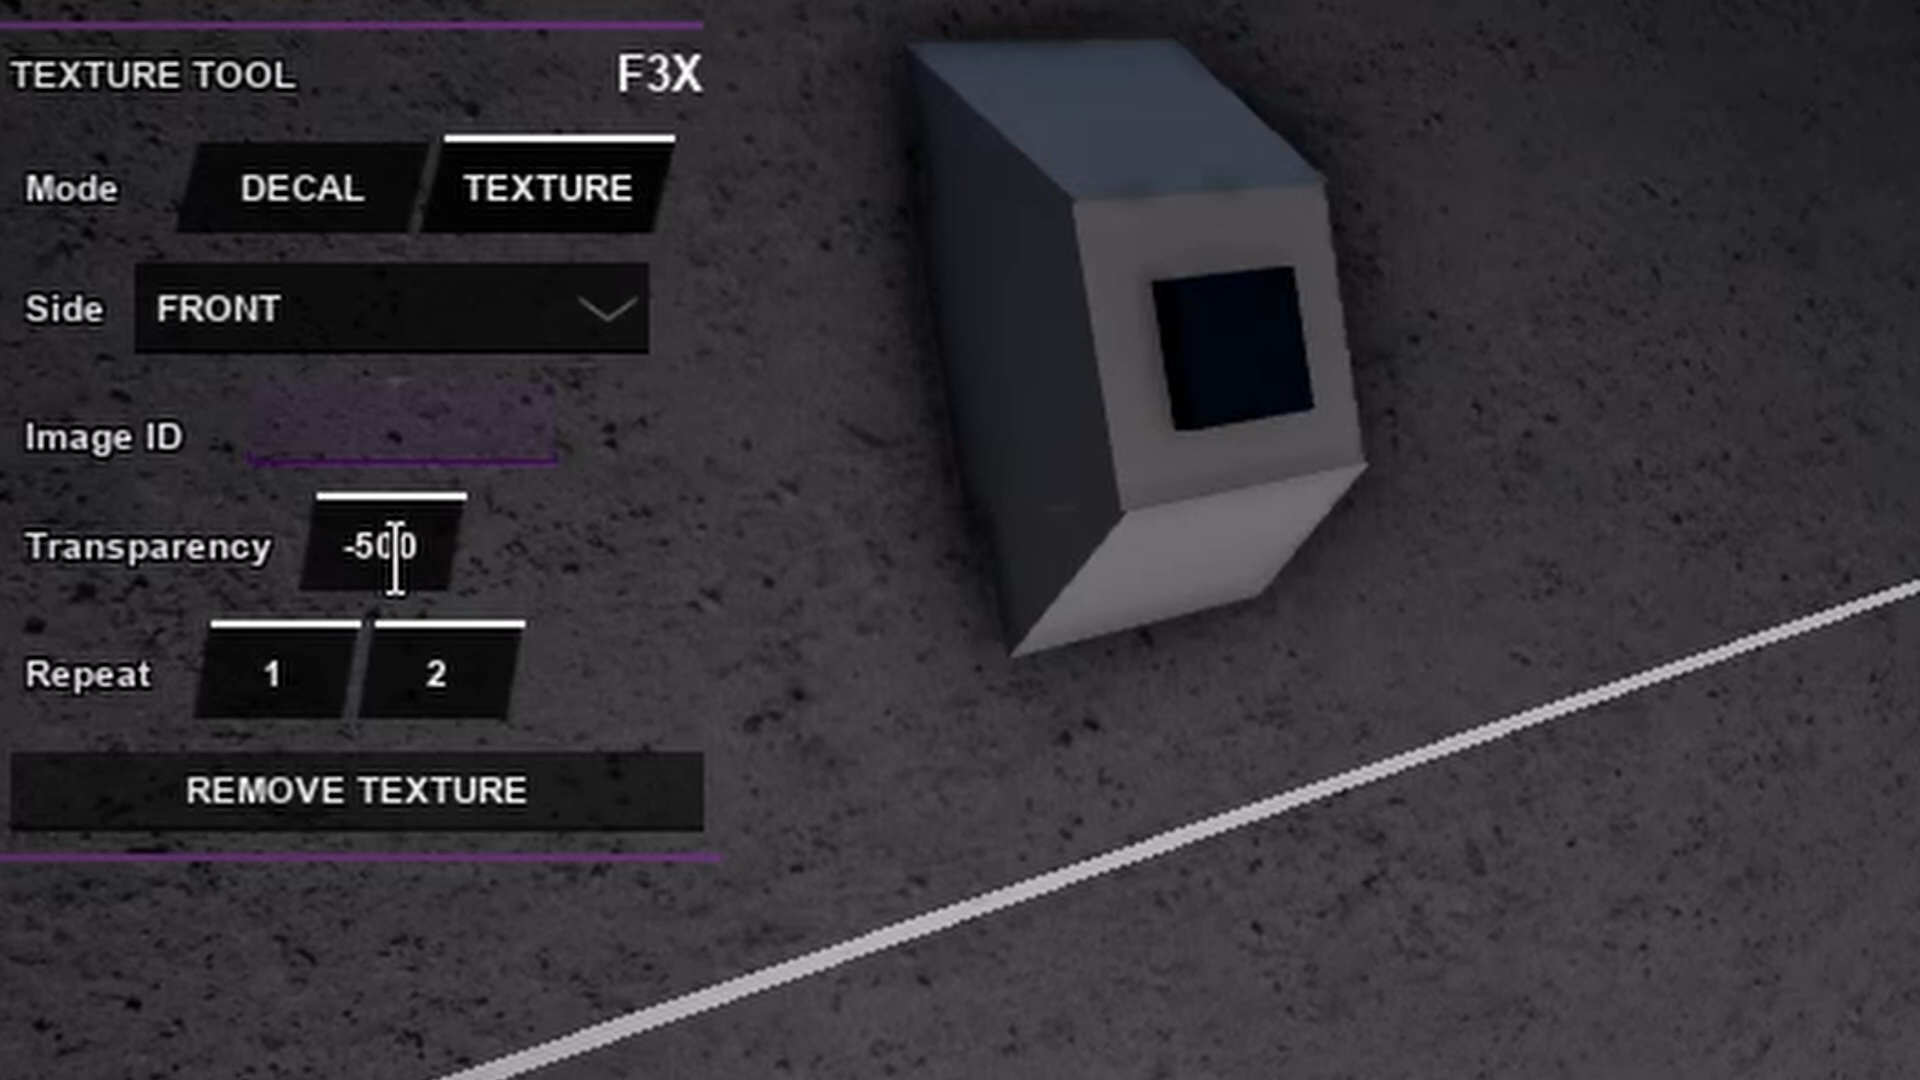 TEXTURE TOOL F3X
Mode DECAL TEXTURE
Side FRONT
Image ID
Transparency -500
Repeat 1 2
REMOVE TEXTURE